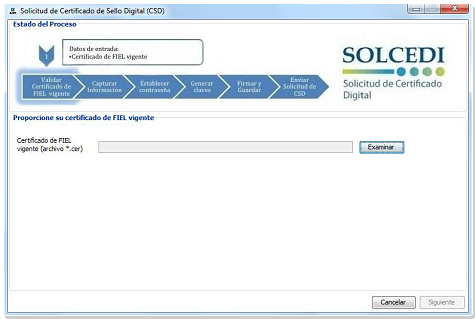 Solicitud de Certificado de Sello Digital (CSD)
Estado del Proceso
1
Datos de entrada:
•Certificado de FIEL vigente
Validar
Certificado de
FIEL vigente
Capturar
Información
Establecer
contraseña
Generar
claves
Firmar y
Guardar
Enviar
Solicitud de
CSD
SOLCEDI
Solicitud de Certificado
Digital
Proporcione su certificado de FIEL vigente
Certificado de FIEL
vigente (archivo *.cer)
Examinar
Cancelar
Siguiente